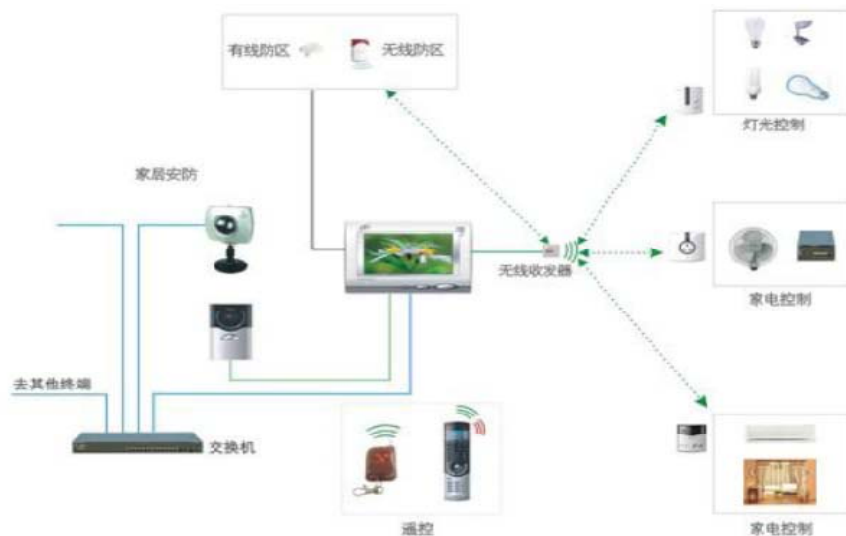 有线防区
无线防区
灯光控制
家居安防
无线收发器
家电控制
去其他终端
交换机
遥控
家电控制